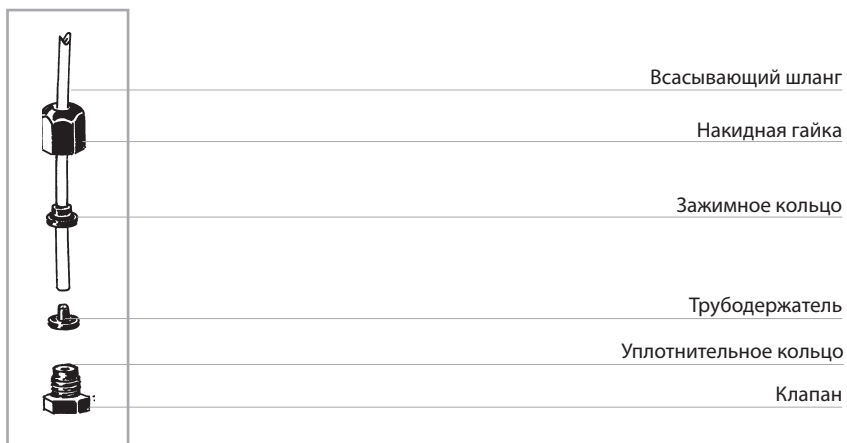 Всасывающий шланг
Накидная гайка
Зажимное кольцо
Трубодержатель
Уплотнительное кольцо
Клапан